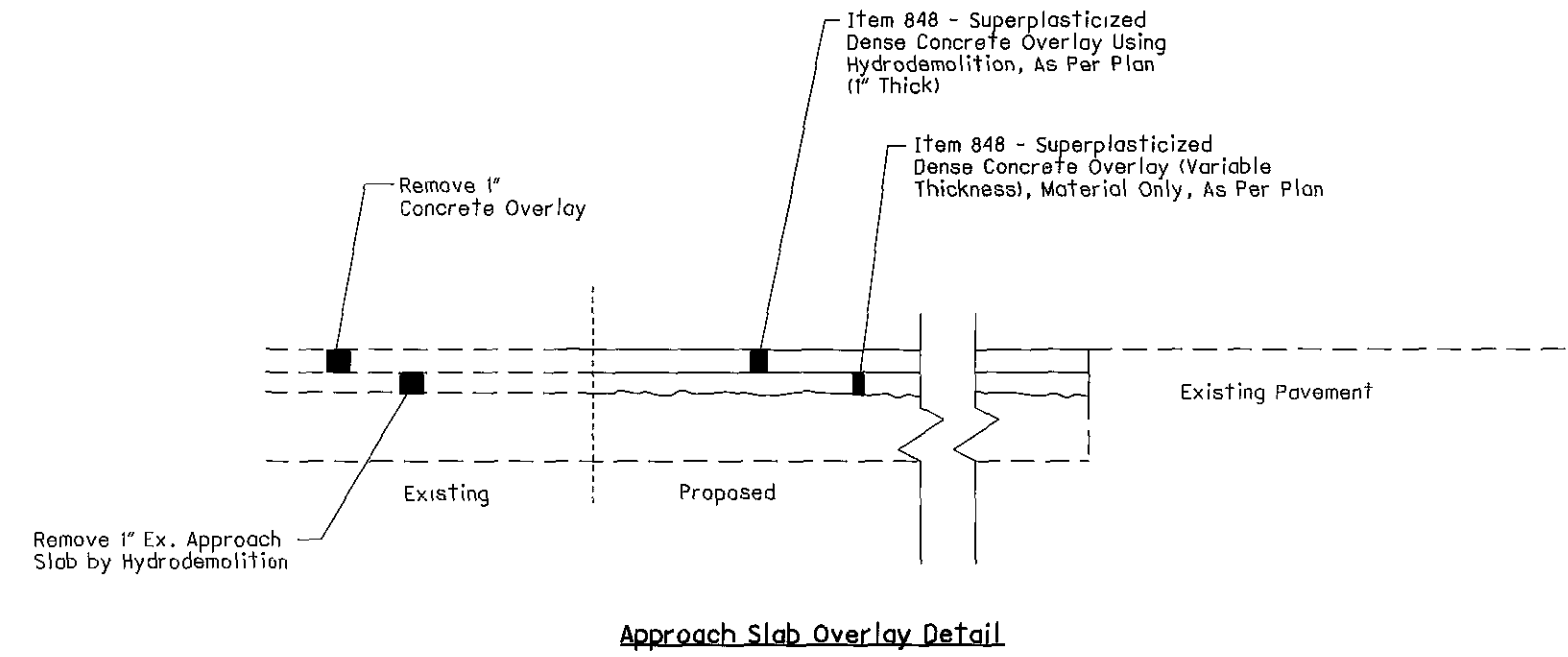 Item 848 - Superplasticized
Dense Concrete Overlay Using
Hydrodemolition, As Per Plan
(1" Thick)
Item 848 - Superplasticized
Dense Concrete Overlay (Variable
Thickness), Material Only, As Per Plan
Remove 1"
Concrete Overlay
Existing Pavement
Existing
Proposed
Remove 1" Ex. Approach
Slab by Hydrodemolition
Approach Slab Overlay Detail